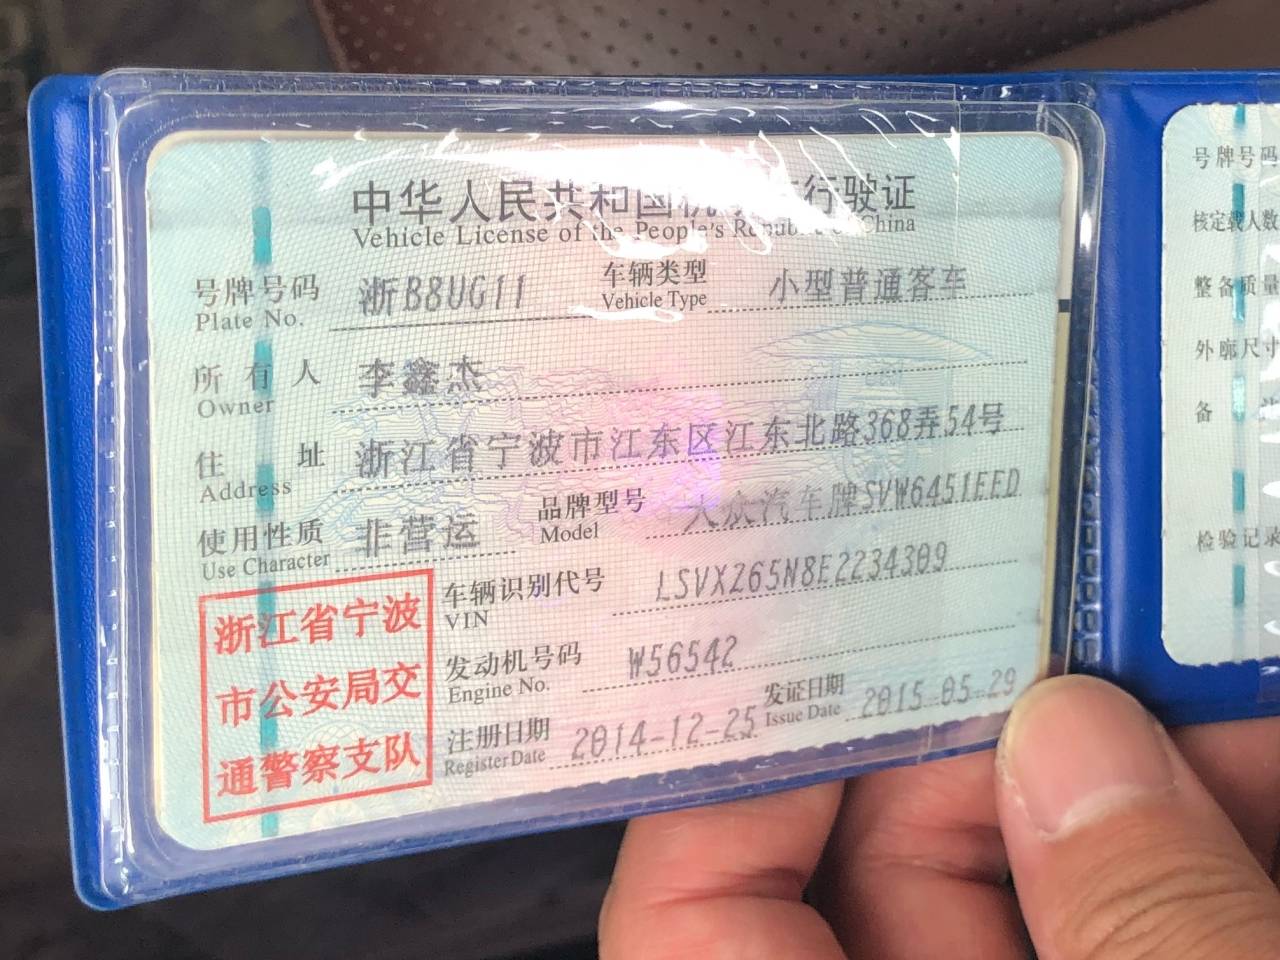 中华人民共和国机动车行驶证
Vehicle License of the People's Republic of China
号牌号码 浙B8UG11 车辆类型 小型普通客车
Plate No. Vehicle Type
所有人 李鑫杰
Owner
住址 浙江省宁波市江东区江东北路368弄54号
Address
使用性质 非营运 品牌型号 大众汽车牌SVW6451EED
Use Character Model
浙江省宁波
市公安局交
通警察支队
车辆识别代号 LSVXZ65N8E2234309
VIN
发动机号码 W56542
Engine No.
注册日期 2014-12-25 发证日期 2015-05-29
Register Date Issue Date
号牌号码
核定载人数
整备质量
外廓尺寸
备
检验记录